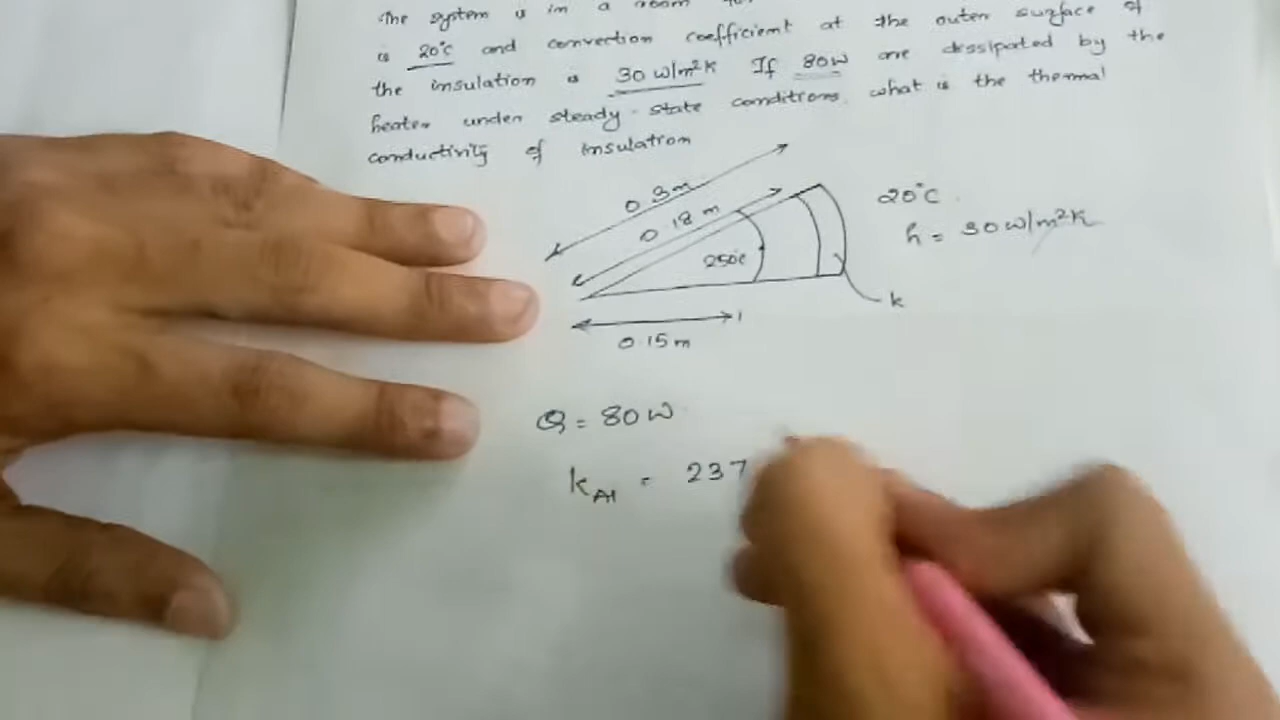 The system is in a room
is 20°C and convection coefficient at the outer surface of
the insulation is 30 W/m²K If 80W are dissipated by the
heater under steady-state conditions, what is the thermal
conductivity of insulation
0.3m
0.18 m
20°C
h = 30 W/m²K
250°C
k
0.15 m
Q = 80W
kAl = 237